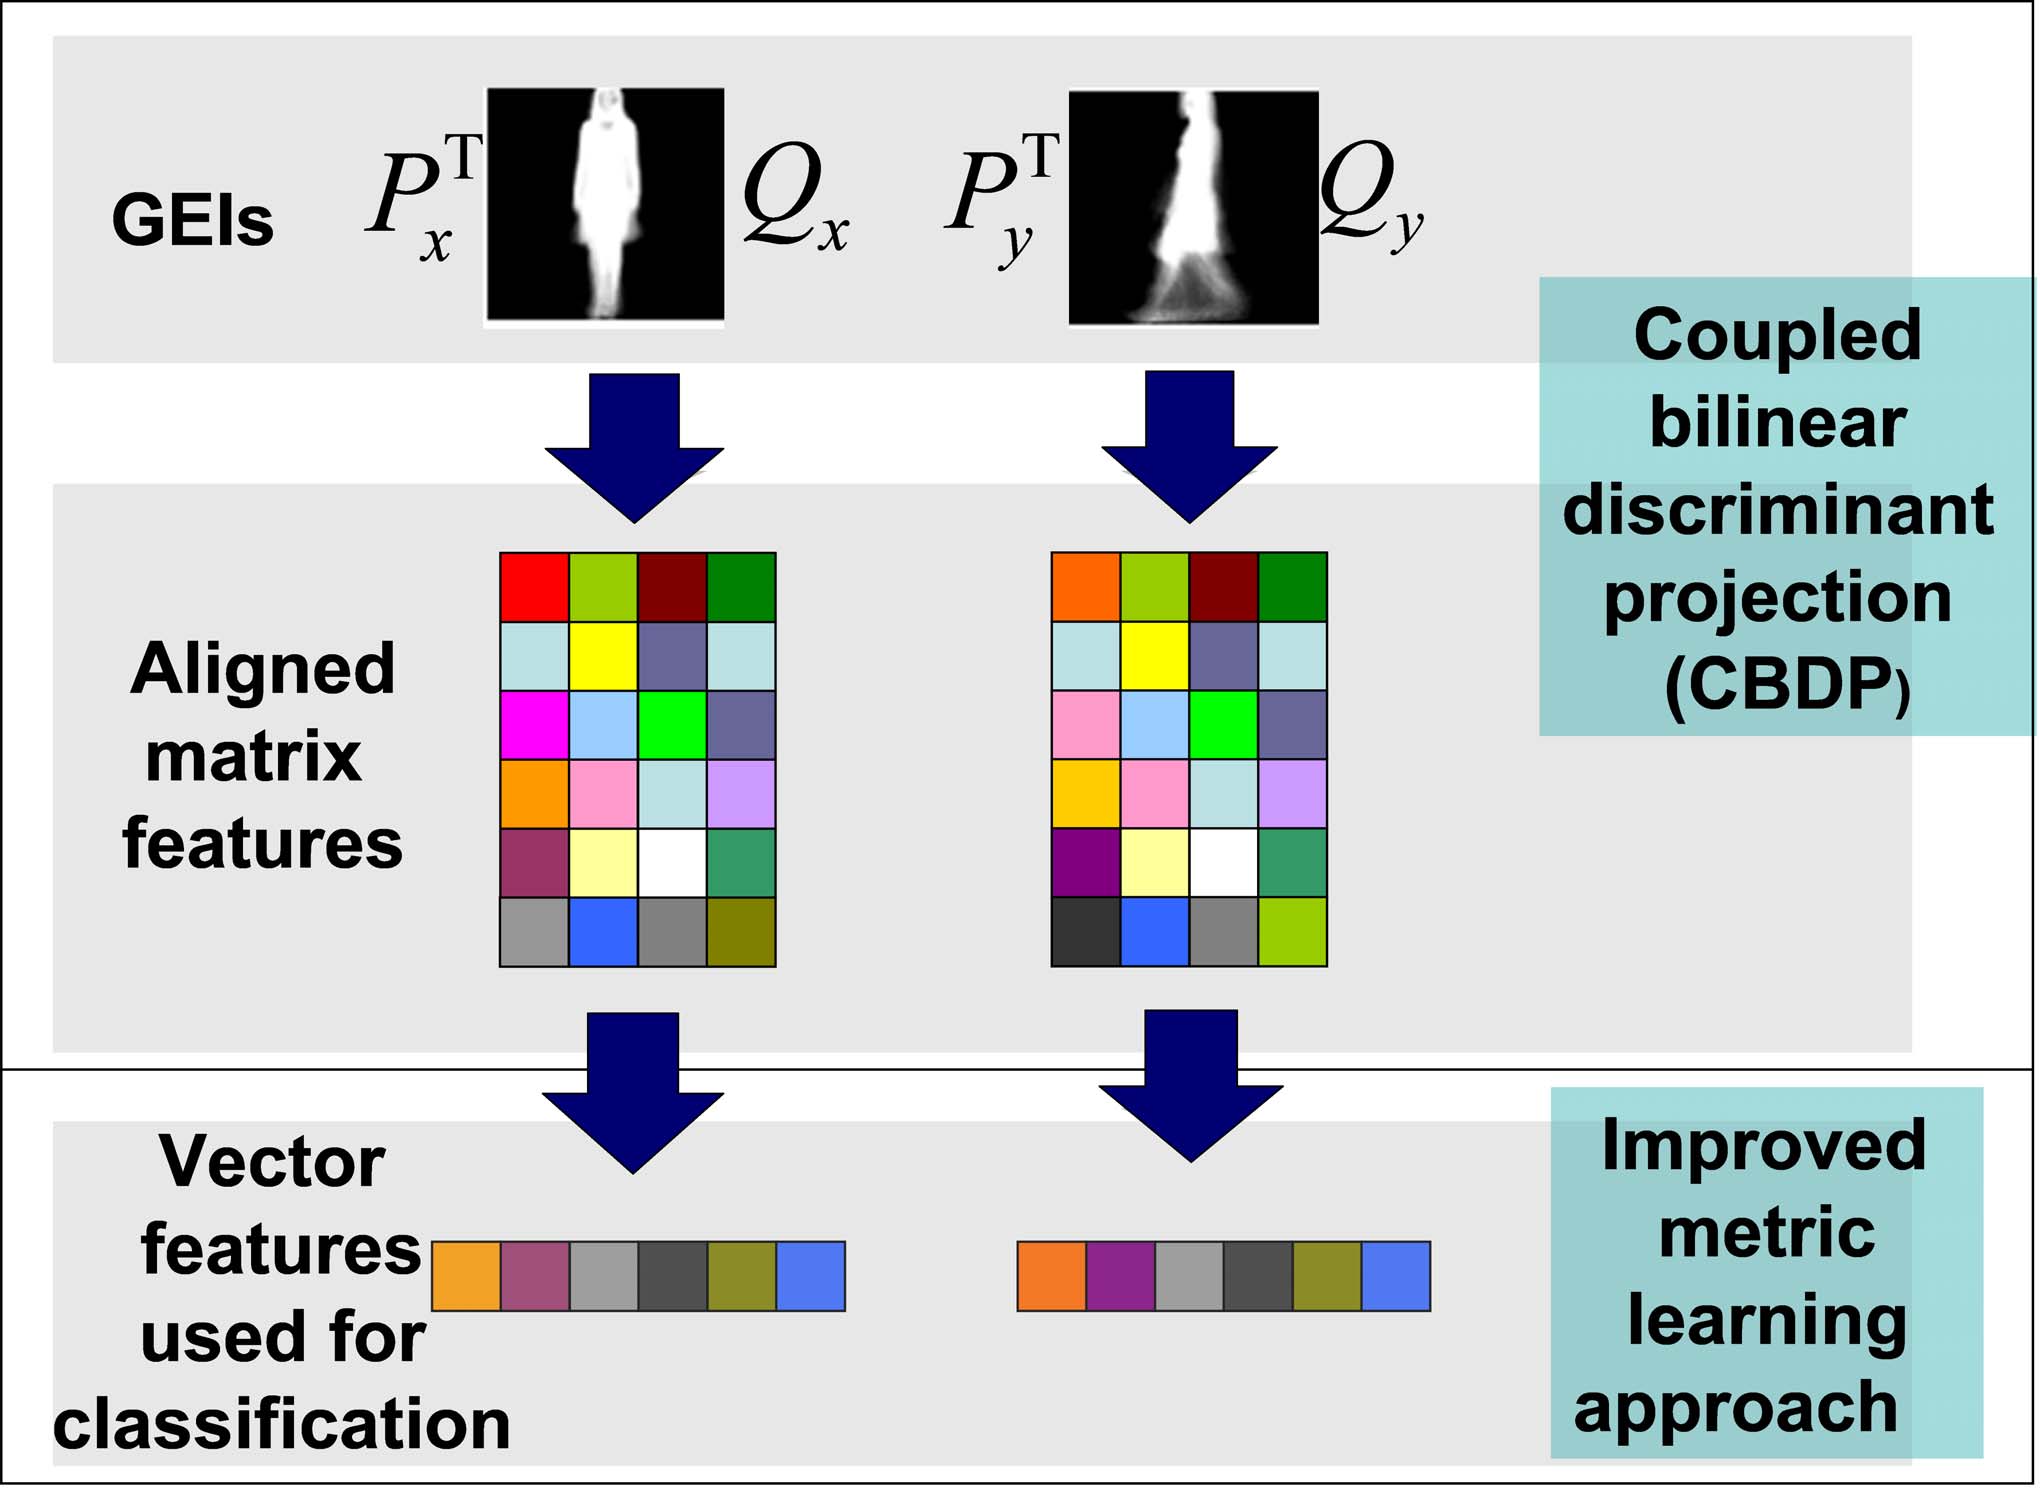 GEIs
P_x^T Q_x P_y^T Q_y
Coupled
bilinear
discriminant
projection
(CBDP)
Aligned
matrix
features
Vector
features
used for
classification
Improved
metric
learning
approach